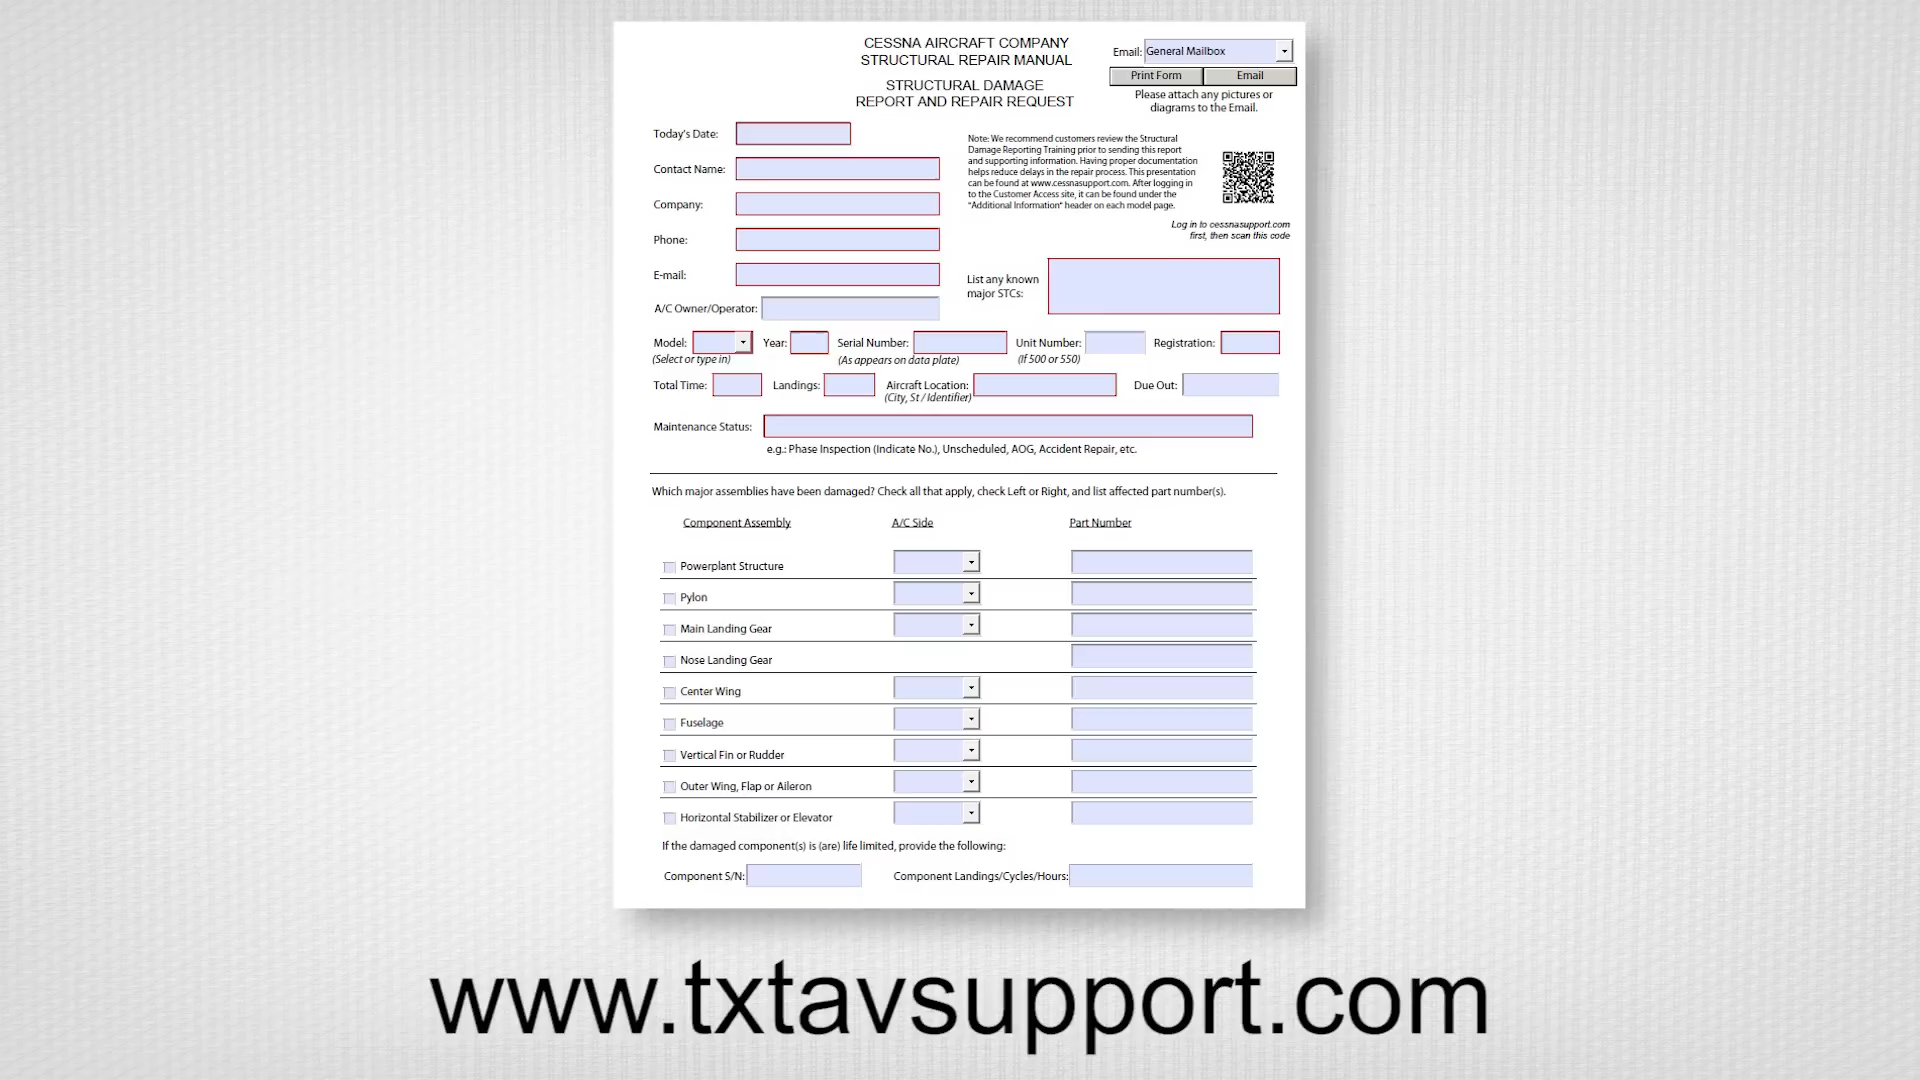 CESSNA AIRCRAFT COMPANY
STRUCTURAL REPAIR MANUAL
STRUCTURAL DAMAGE
REPORT AND REPAIR REQUEST
Email: General Mailbox
Print Form Email
Please attach any pictures or
diagrams to the Email.
Today's Date:
Contact Name:
Company:
Phone:
E-mail:
A/C Owner/Operator:
Note: We recommend customers review the Structural
Damage Reporting Training prior to sending this report
and supporting information. Having proper documentation
helps reduce delays in the repair process. This presentation
can be found at www.cessnasupport.com. After logging in
to the Customer Access site, it can be found under the
"Additional Information" header on each model page.
Log in to cessnasupport.com
first, then scan this code
List any known
major STCs:
Model: Year: Serial Number: Unit Number: Registration:
(Select or type in) (As appears on data plate) (If 500 or 550)
Total Time: Landings: Aircraft Location: Due Out:
(City, St / Identifier)
Maintenance Status:
e.g.: Phase Inspection (Indicate No.), Unscheduled, AOG, Accident Repair, etc.
Which major assemblies have been damaged? Check all that apply, check Left or Right, and list affected part number(s).
Component Assembly A/C Side Part Number
Powerplant Structure
Pylon
Main Landing Gear
Nose Landing Gear
Center Wing
Fuselage
Vertical Fin or Rudder
Outer Wing, Flap or Aileron
Horizontal Stabilizer or Elevator
If the damaged component(s) is (are) life limited, provide the following:
Component S/N: Component Landings/Cycles/Hours:
www.txtavsupport.com